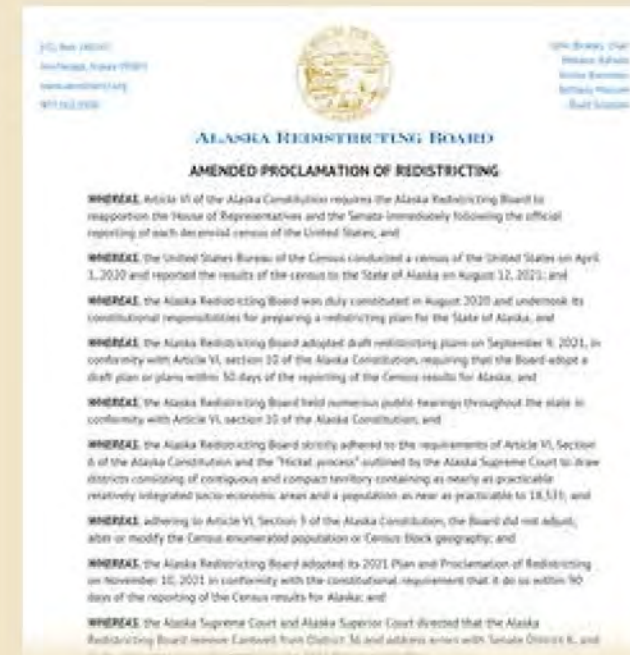 Anchorage, Alaska
ALASKA REDISTRICTING BOARD
AMENDED PROCLAMATION OF REDISTRICTING
WHEREAS, Article VI of the Alaska Constitution requires the Alaska Redistricting Board to
reapportion the House of Representatives and the Senate immediately following the official
reporting of each decennial census of the United States; and
WHEREAS, the United States Bureau of the Census conducted a census of the United States on April
1, 2020 and reported the results of the census to the State of Alaska on August 12, 2021; and
WHEREAS, the Alaska Redistricting Board was duly constituted in August 2020 and undertook its
constitutional responsibilities for preparing a redistricting plan for the State of Alaska; and
WHEREAS, the Alaska Redistricting Board adopted draft redistricting plans on September 9, 2021, in
conformity with Article VI, section 10 of the Alaska Constitution, requiring that the Board adopt a
draft plan or plans within 30 days of the reporting of the Census results for Alaska; and
WHEREAS, the Alaska Redistricting Board held numerous public hearings throughout the state in
conformity with Article VI, section 10 of the Alaska Constitution; and
WHEREAS, the Alaska Redistricting Board strictly adhered to the requirements of Article VI, Section
6 of the Alaska Constitution and the "Hickel process" outlined by the Alaska Supreme Court to draw
districts consisting of contiguous and compact territory containing as nearly as practicable
relatively integrated socio-economic areas and a population as near as practicable to 18,335; and
WHEREAS, adhering to Article VI, Section 3 of the Alaska Constitution, the Board did not adjust,
alter or modify the Census enumerated population or Census Block geography; and
WHEREAS, the Alaska Redistricting Board adopted its 2021 Plan and Proclamation of Redistricting
on November 10, 2021 in conformity with the constitutional requirement that it do so within 90
days of the reporting of the Census results for Alaska; and
WHEREAS, the Alaska Supreme Court and Alaska Superior Court directed that the Alaska
Redistricting Board remove Cantwell from District 36 and address errors with Senate District K, and